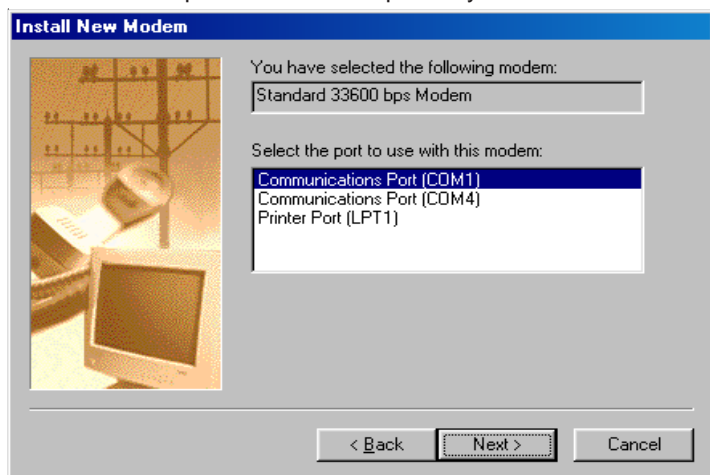 Install New Modem
You have selected the following modem:
Standard 33600 bps Modem
Select the port to use with this modem:
Communications Port (COM1)
Communications Port (COM4)
Printer Port (LPT1)
< Back
Next >
Cancel